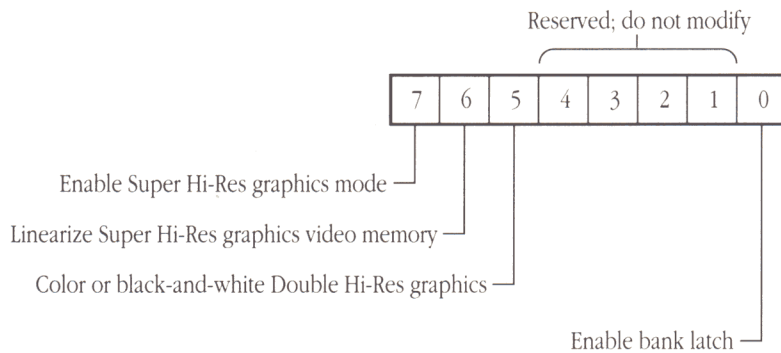 Reserved; do not modify
7 6 5 4 3 2 1 0
Enable Super Hi-Res graphics mode
Linearize Super Hi-Res graphics video memory
Color or black-and-white Double Hi-Res graphics
Enable bank latch